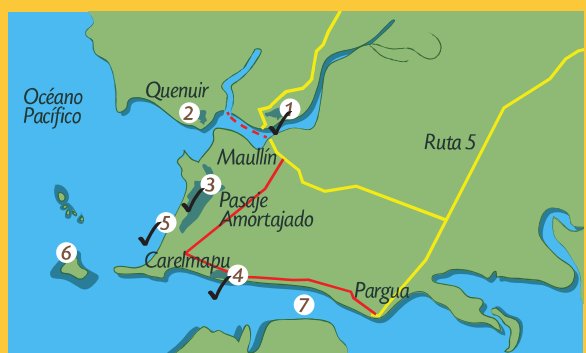 Quenuir
Océano
Pacífico
2
1
Ruta 5
Maullín
3
Pasaje
Amortajado
5
6
Carelmapu
4
Pargua
7